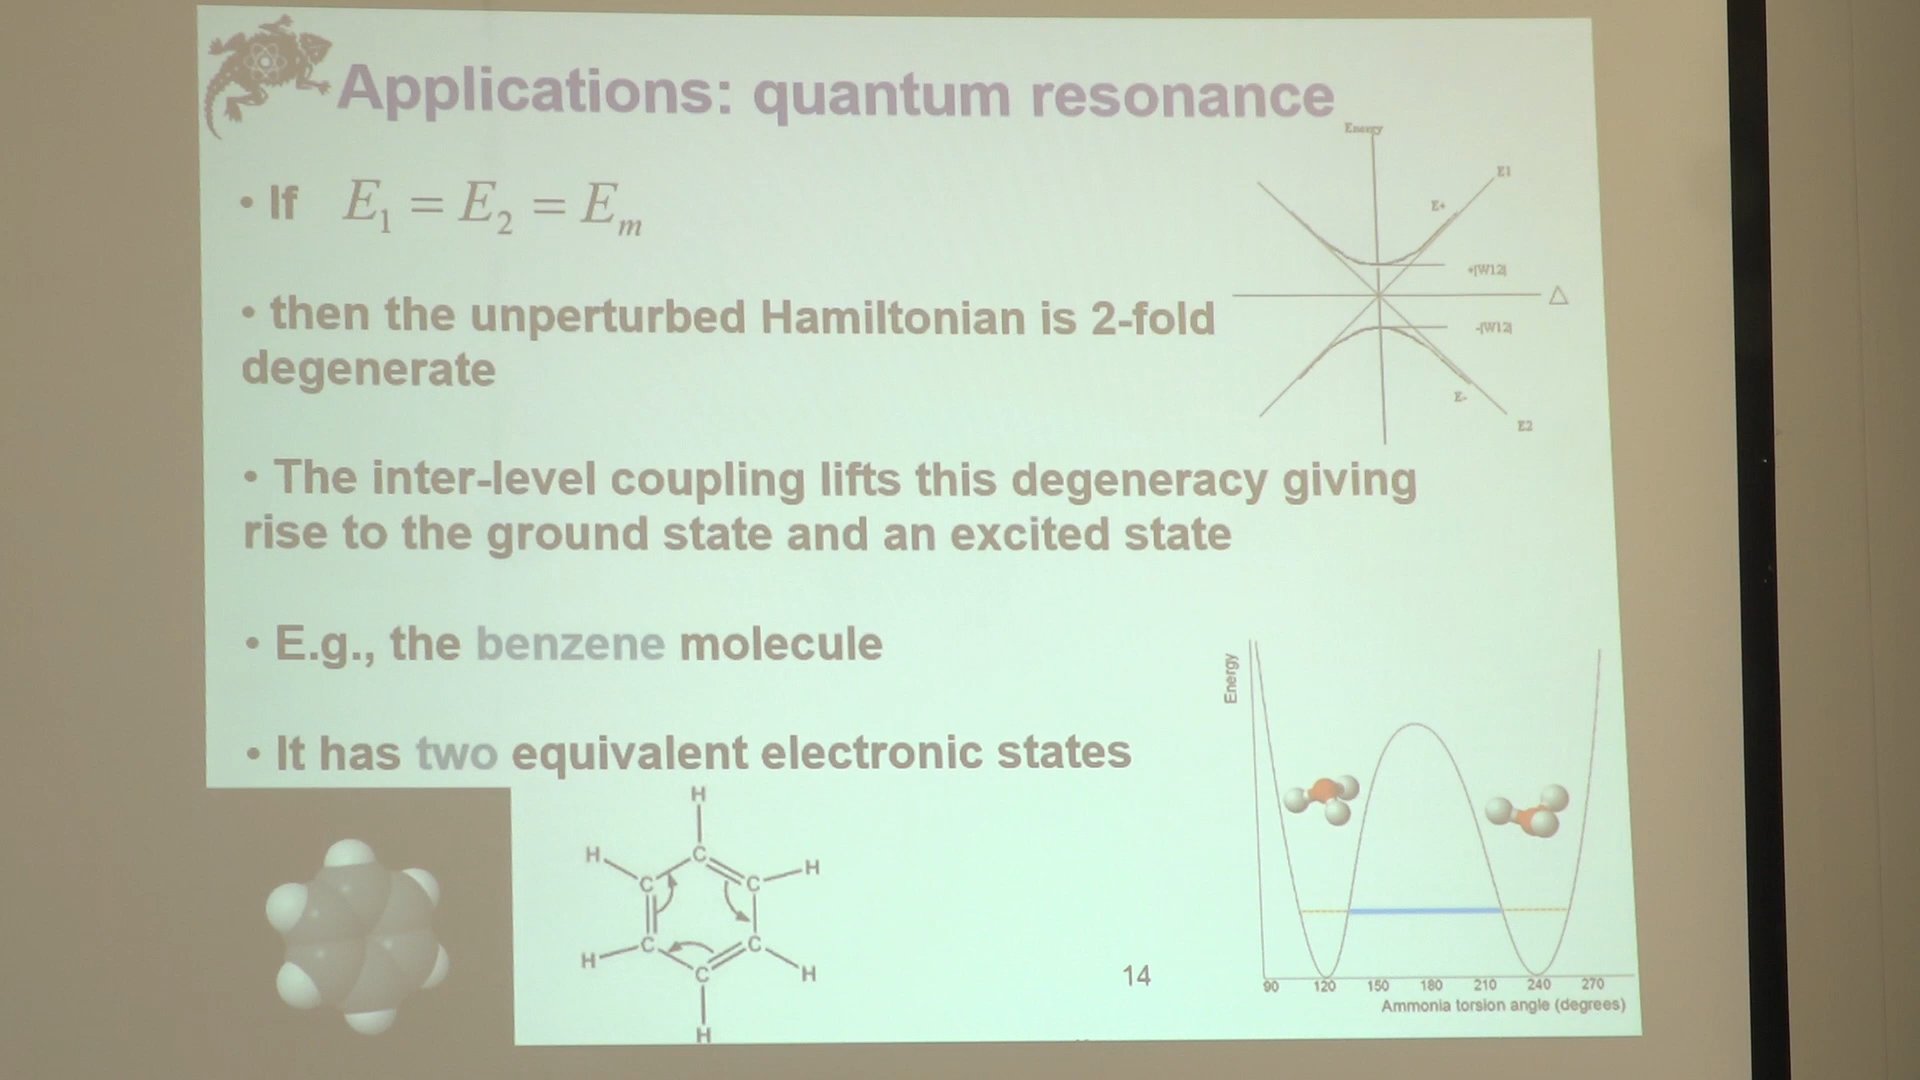 Applications: quantum resonance
• If E₁ = E₂ = Eₘ
• then the unperturbed Hamiltonian is 2-fold
degenerate
• The inter-level coupling lifts this degeneracy giving
rise to the ground state and an excited state
• E.g., the benzene molecule
• It has two equivalent electronic states
Energy
E1
E+
+|W12|
Δ
-|W12|
E-
E2
H
H C C H
C
H C C H
C
H
14
Energy
90 120 150 180 210 240 270
Ammonia torsion angle (degrees)